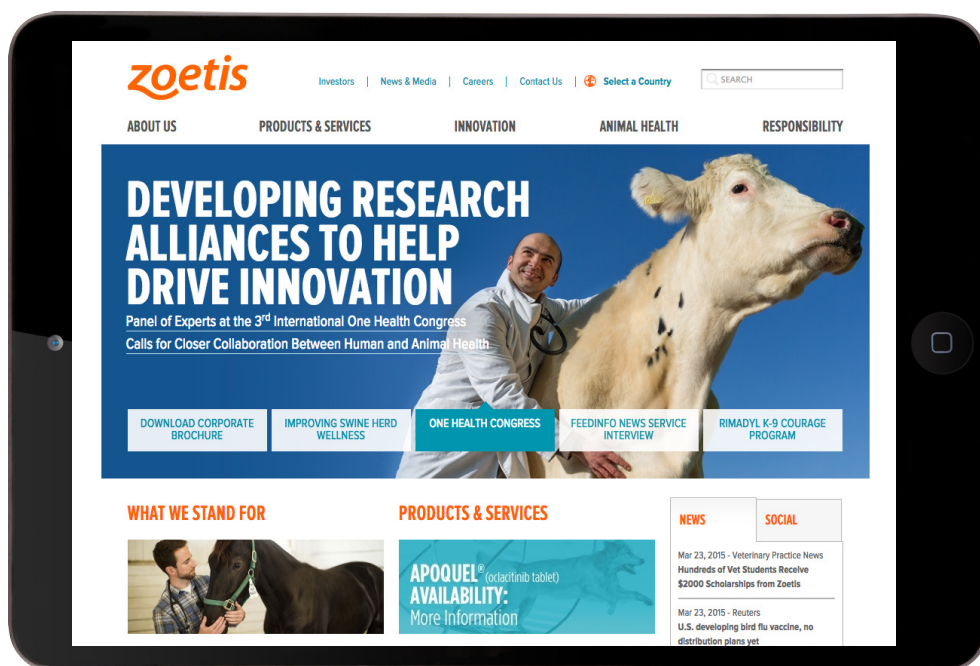 zoetis
Investors | News & Media | Careers | Contact Us | Select a Country
SEARCH
ABOUT US
PRODUCTS & SERVICES
INNOVATION
ANIMAL HEALTH
RESPONSIBILITY
DEVELOPING RESEARCH
ALLIANCES TO HELP
DRIVE INNOVATION
Panel of Experts at the 3rd International One Health Congress
Calls for Closer Collaboration Between Human and Animal Health
DOWNLOAD CORPORATE
BROCHURE
IMPROVING SWINE HERD
WELLNESS
ONE HEALTH CONGRESS
FEEDINFO NEWS SERVICE
INTERVIEW
RIMADYL K-9 COURAGE
PROGRAM
WHAT WE STAND FOR
PRODUCTS & SERVICES
APOQUEL® (oclacitinib tablet)
AVAILABILITY:
More Information
NEWS
SOCIAL
Mar 23, 2015 - Veterinary Practice News
Hundreds of Vet Students Receive
$2000 Scholarships from Zoetis
Mar 23, 2015 - Reuters
U.S. developing bird flu vaccine, no
distribution plans yet